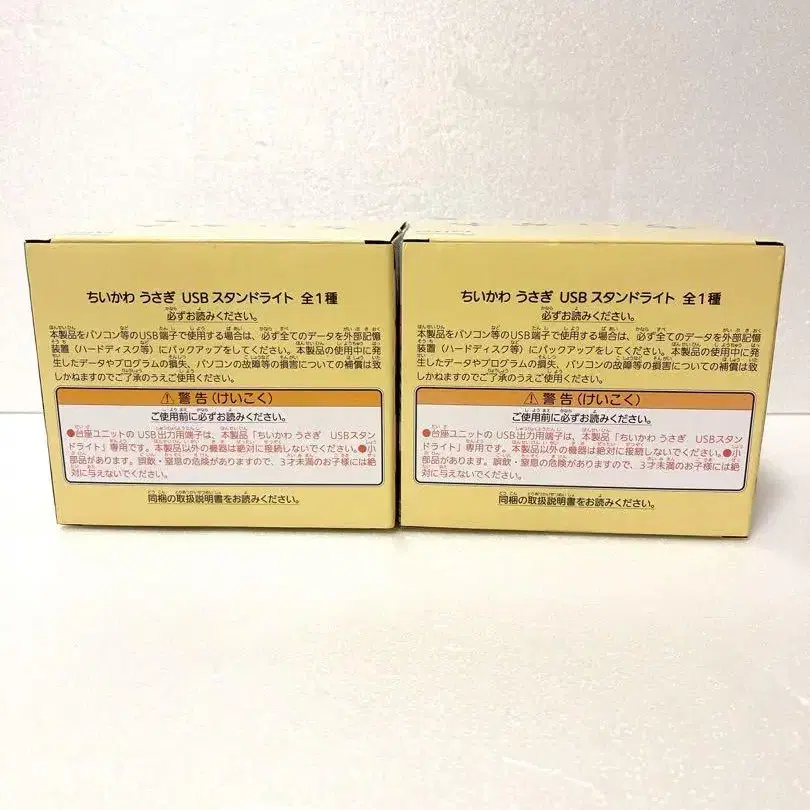 ちいかわ うさぎ USBスタンドライト 全1種
必ずお読みください。
本製品をパソコン等のUSB端子で使用する場合は、必ず全てのデータを外部記憶
装置（ハードディスク等）にバックアップをしてください。本製品の使用中に発
生したデータやプログラムの損失、パソコンの故障等の損害についての補償は致
しかねますのでご了承のうえご使用ください。
⚠警告（けいこく）
ご使用前に必ずお読みください。
●台座ユニットのUSB出力用端子は、本製品「ちいかわ うさぎ USBスタン
ドライト」専用です。本製品以外の機器は絶対に接続しないでください。●小
部品があります。誤飲・窒息の危険がありますので、3才未満のお子様には絶
対に与えないでください。
同梱の取扱説明書をお読みください。
ちいかわ うさぎ USBスタンドライト 全1種
必ずお読みください。
本製品をパソコン等のUSB端子で使用する場合は、必ず全てのデータを外部記憶
装置（ハードディスク等）にバックアップをしてください。本製品の使用中に発
生したデータやプログラムの損失、パソコンの故障等の損害についての補償は致
しかねますのでご了承のうえご使用ください。
⚠警告（けいこく）
ご使用前に必ずお読みください。
●台座ユニットのUSB出力用端子は、本製品「ちいかわ うさぎ USBスタン
ドライト」専用です。本製品以外の機器は絶対に接続しないでください。●小
部品があります。誤飲・窒息の危険がありますので、3才未満のお子様には絶
対に与えないでください。
同梱の取扱説明書をお読みください。